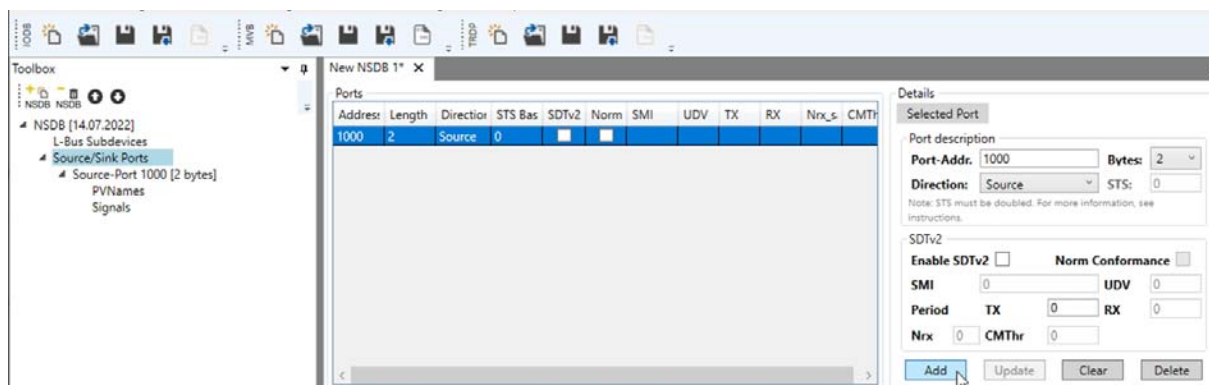 IODB MVB TRDP
Toolbox
NSDB NSDB
NSDB [14.07.2022]
L-Bus Subdevices
Source/Sink Ports
Source-Port 1000 [2 bytes]
PVNames
Signals
New NSDB 1*
Ports
Address Length Direction STS Bas SDTv2 Norm SMI UDV TX RX Nrx_s CMTh
1000 2 Source 0
Details
Selected Port
Port description
Port-Addr. 1000 Bytes: 2
Direction: Source STS: 0
Note: STS must be doubled. For more information, see
instructions.
SDTv2
Enable SDTv2 Norm Conformance
SMI 0 UDV 0
Period TX 0 RX 0
Nrx 0 CMThr 0
Add Update Clear Delete